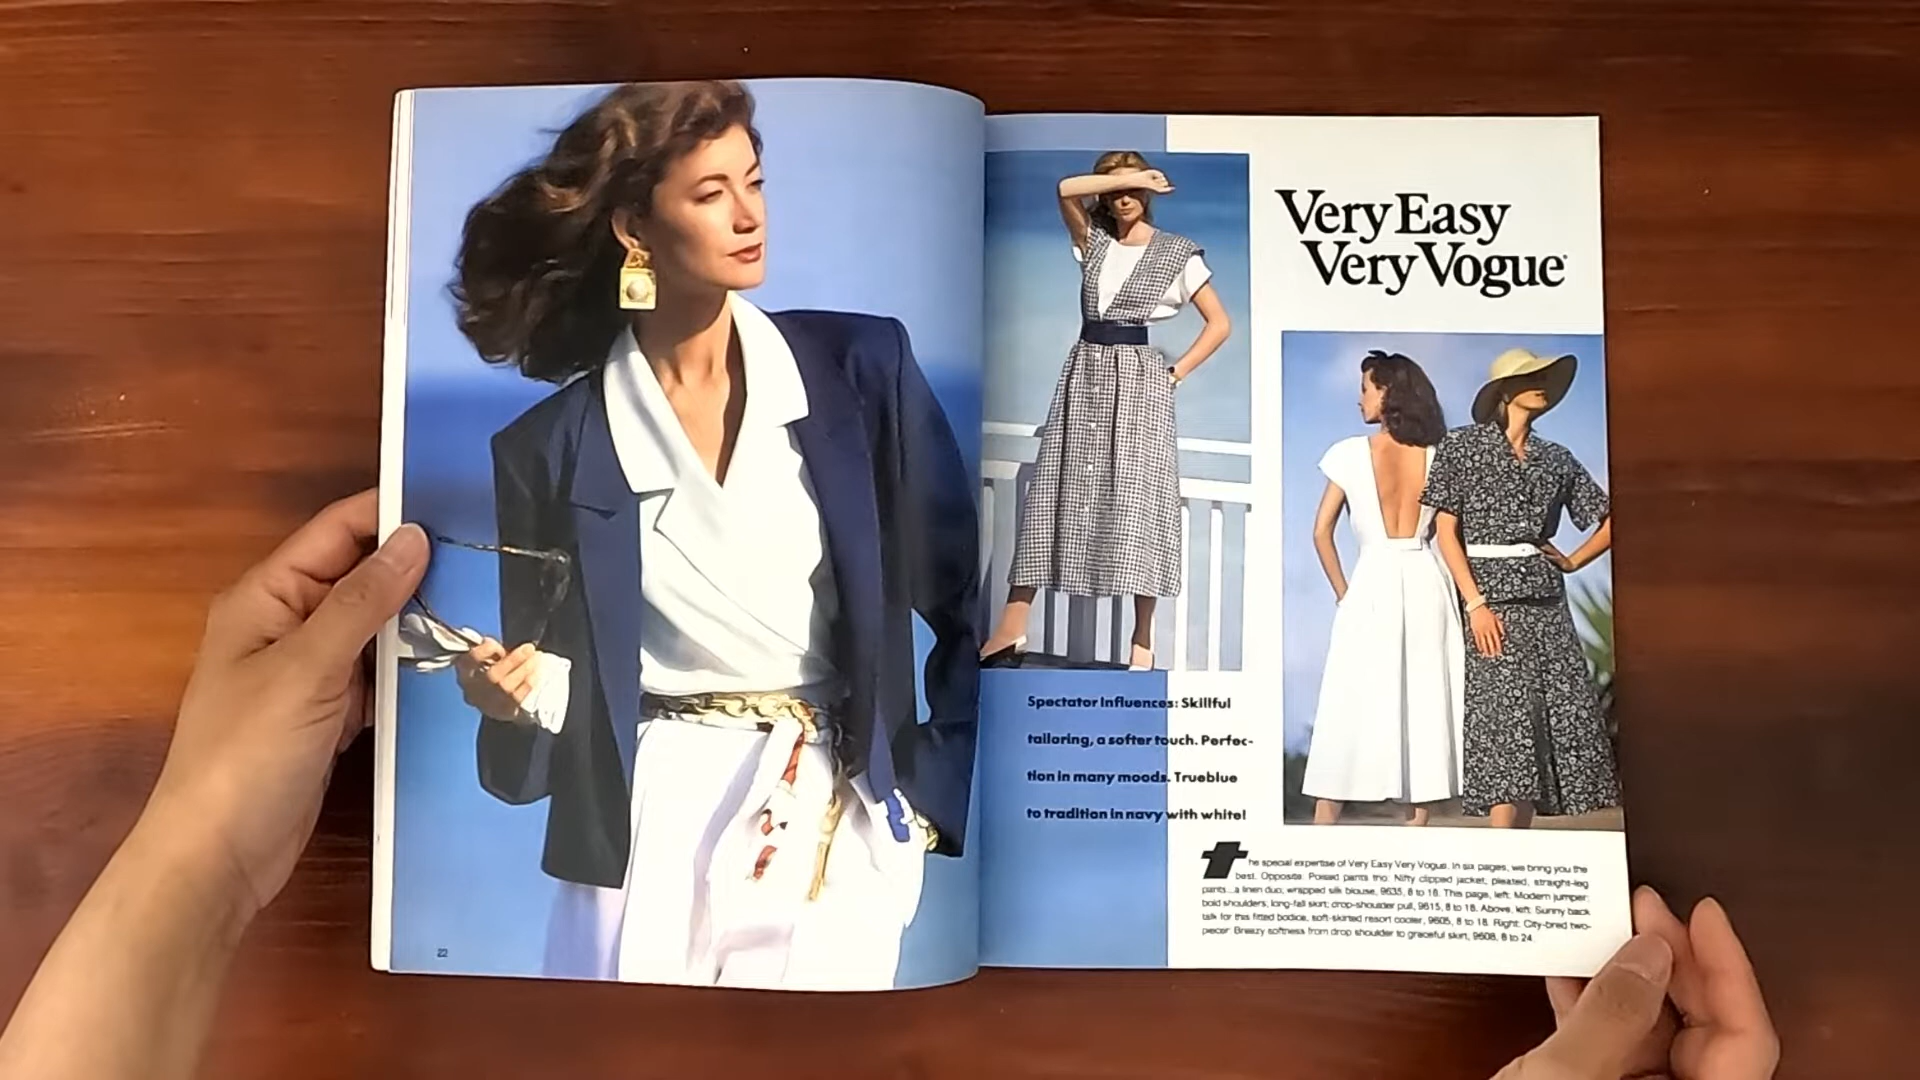 22
Very Easy
Very Vogue®
Spectator Influences: Skillful
tailoring, a softer touch. Perfec-
tion in many moods. Trueblue
to tradition in navy with white!
The special expertise of Very Easy Very Vogue. In six pages, we bring you the
best. Opposite: Poised pants trio: Nifty clipped jacket, pleated, straight-leg
pants...a linen duo; wrapped silk blouse, 9635, 8 to 18. This page, left: Modern jumper:
bold shoulders, long-fall skirt; drop-shoulder pull, 9615, 8 to 18. Above, left: Sunny back
talk for this fitted bodice, soft-skirted resort cooler, 9605, 8 to 18. Right: City-bred two-
piecer: Breezy softness from drop shoulder to graceful skirt, 9608, 8 to 24.